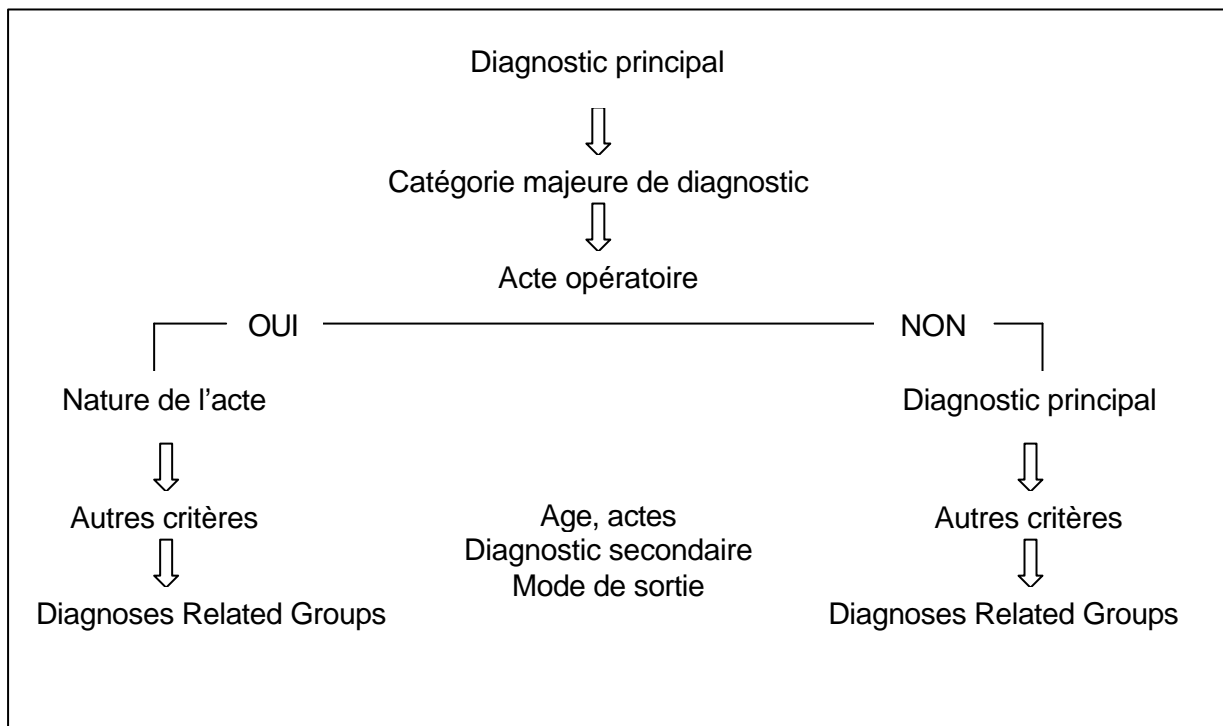 Diagnostic principal
Catégorie majeure de diagnostic
Acte opératoire
OUI
NON
Nature de l'acte
Diagnostic principal
Autres critères
Age, actes
Diagnostic secondaire
Mode de sortie
Autres critères
Diagnoses Related Groups
Diagnoses Related Groups